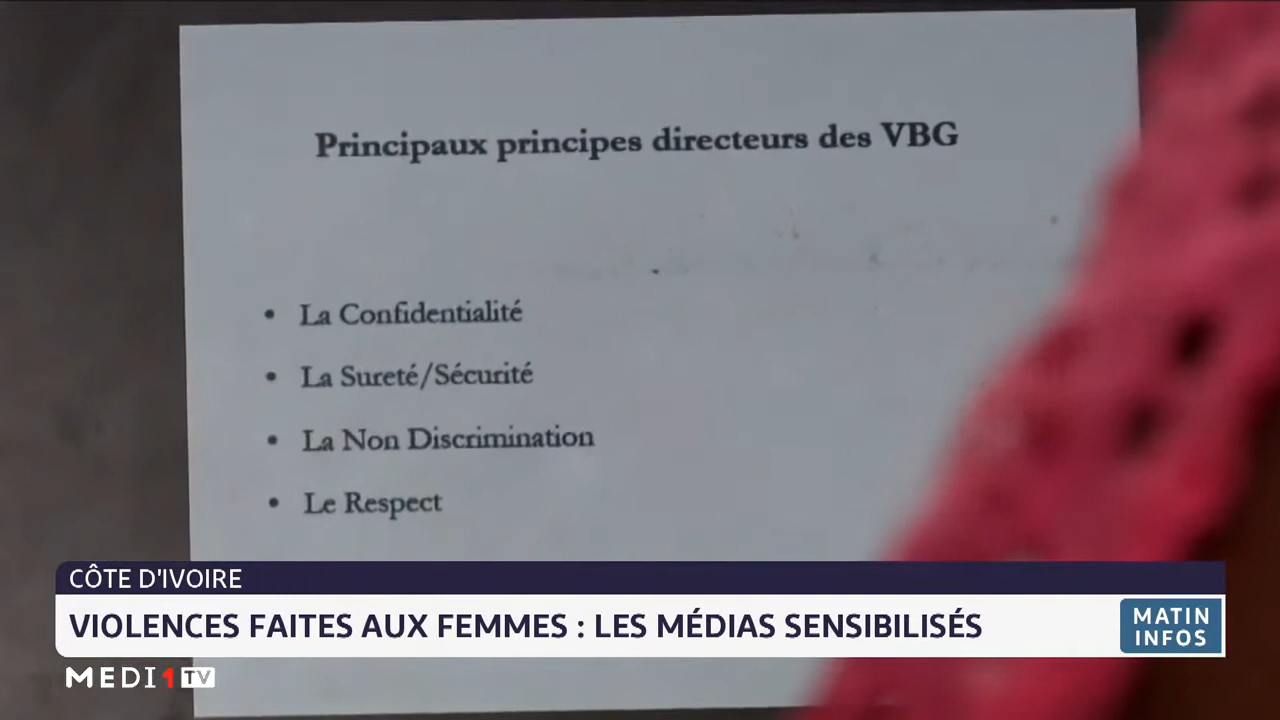 Principaux principes directeurs des VBG
• La Confidentialité
• La Sureté/Sécurité
• La Non Discrimination
• Le Respect
CÔTE D'IVOIRE
VIOLENCES FAITES AUX FEMMES : LES MÉDIAS SENSIBILISÉS
MATIN
INFOS
MEDI1TV